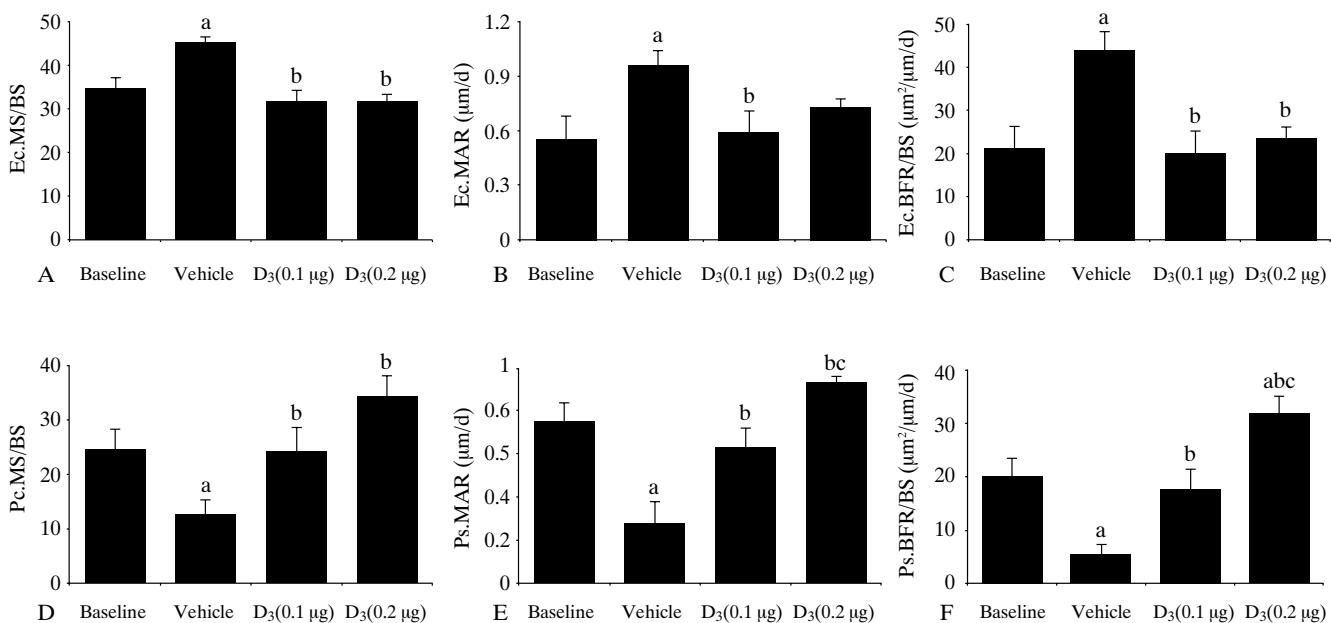 50
40
30
20
10
0
Ec.MS/BS
a
b
b
A
Baseline
Vehicle
D₃(0.1 μg)
D₃(0.2 μg)
1.2
0.9
0.6
0.3
0
Ec.MAR (μm/d)
a
b
B
Baseline
Vehicle
D₃(0.1 μg)
D₃(0.2 μg)
50
40
30
20
10
0
Ec.BFR/BS (μm²/μm/d)
a
b
b
C
Baseline
Vehicle
D₃(0.1 μg)
D₃(0.2 μg)
40
30
20
10
00
Pc.MS/BS
a
b
b
D
Baseline
Vehicle
D₃(0.1 μg)
D₃(0.2 μg)
1
0.6
0.5
0.4
0.2
0
Ps.MAR (μm/d)
a
b
bc
E
Baseline
Vehicle
D₃(0.1 μg)
D₃(0.2 μg)
40
30
20
10
0
Ps.BFR/BS (μm²/μm/d)
a
b
abc
F
Baseline
Vehicle
D₃(0.1 μg)
D₃(0.2 μg)